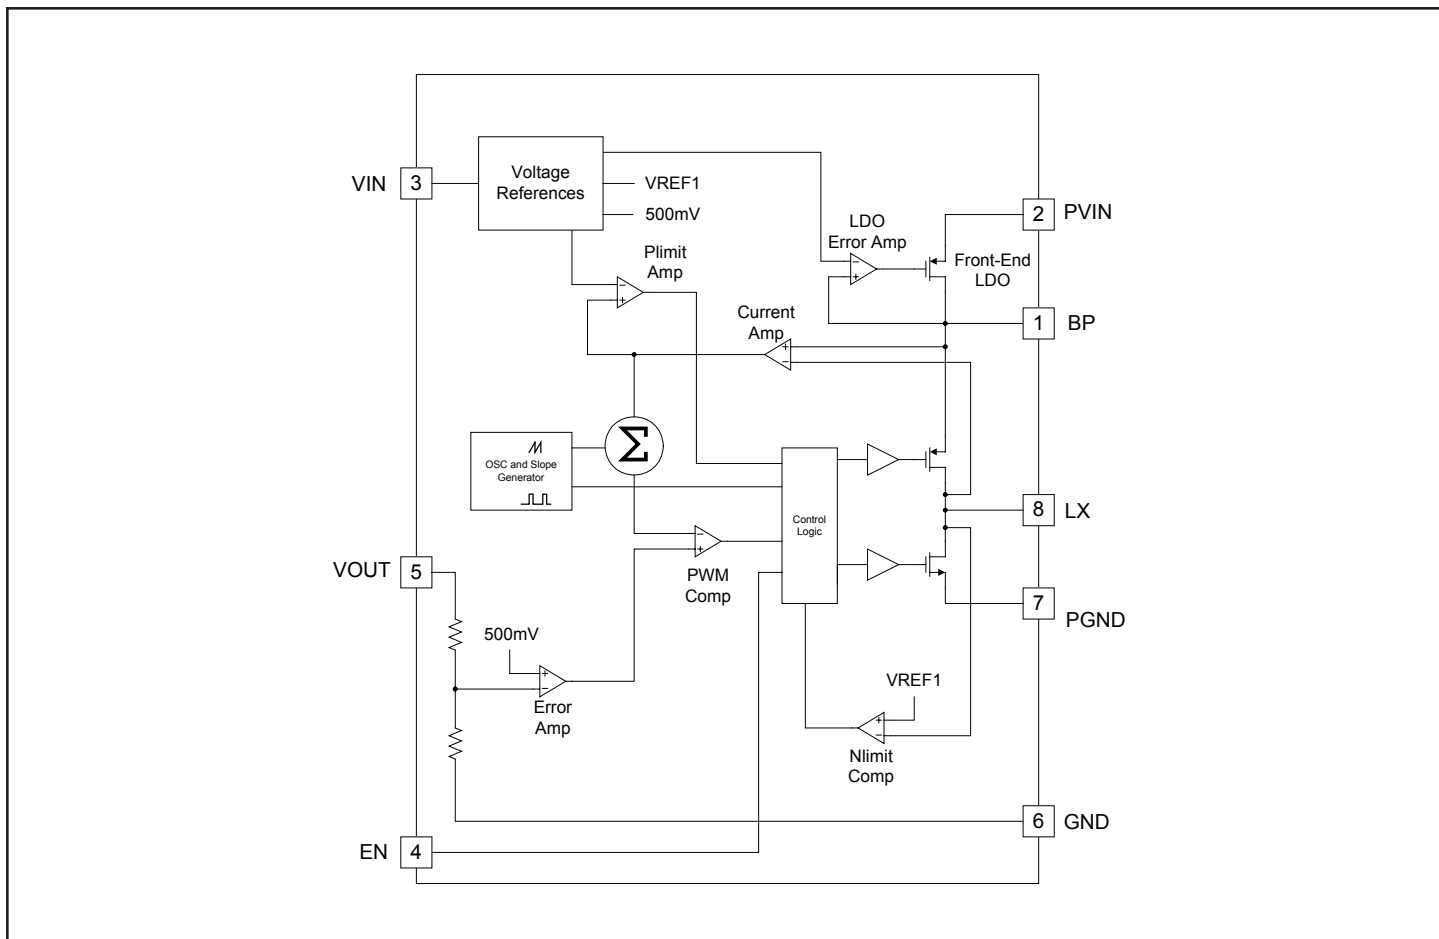 VIN
3
Voltage
References
VREF1
500mV
LDO
Error Amp
2
PVIN
Front-End
LDO
Plimit
Amp
−
+
−
+
1
BP
Current
Amp
+
−
OSC and Slope
Generator
Σ
Control
Logic
8
LX
VOUT
5
−
+
PWM
Comp
7
PGND
500mV
+
−
Error
Amp
VREF1
+
−
Nlimit
Comp
6
GND
EN
4